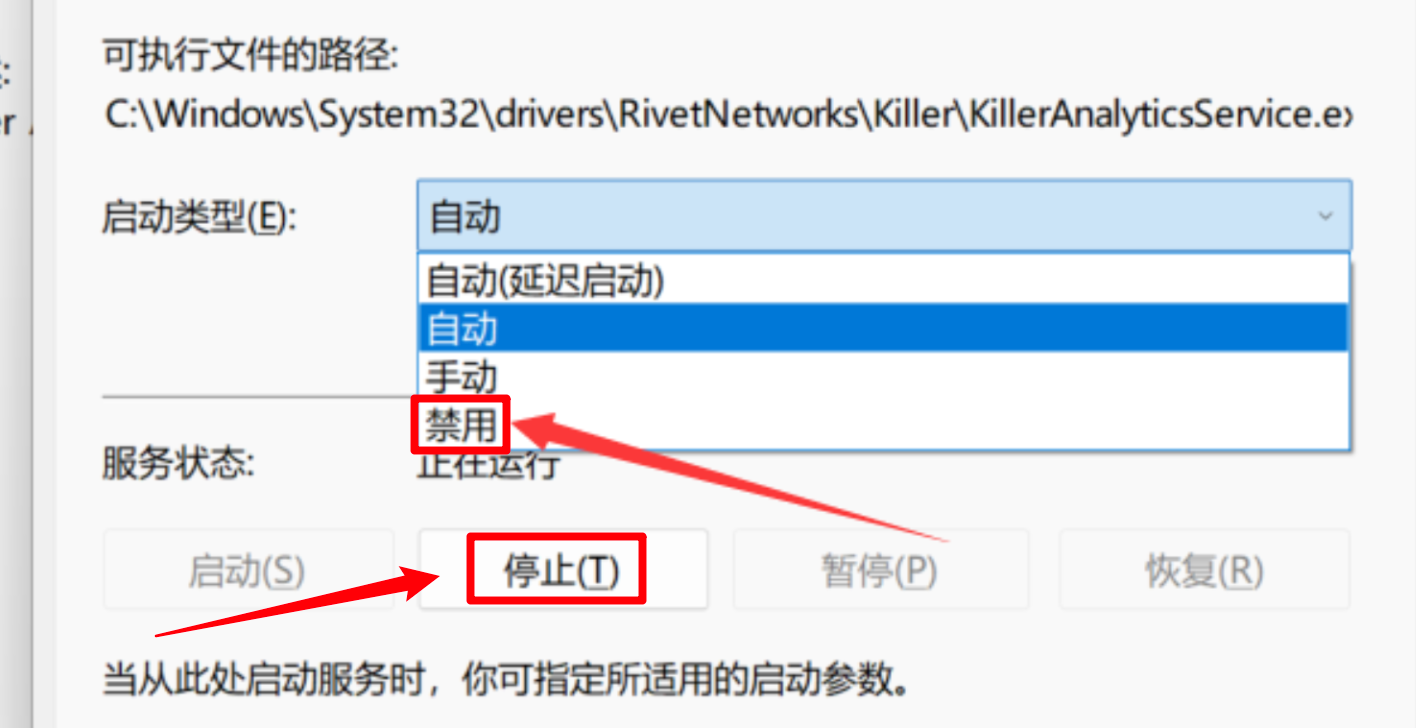 可执行文件的路径:
C:\Windows\System32\drivers\RivetNetworks\Killer\KillerAnalyticsService.ex
启动类型(E):
自动
自动(延迟启动)
自动
手动
禁用
服务状态:
正在运行
启动(S) 停止(T) 暂停(P) 恢复(R)
当从此处启动服务时，你可指定所适用的启动参数。